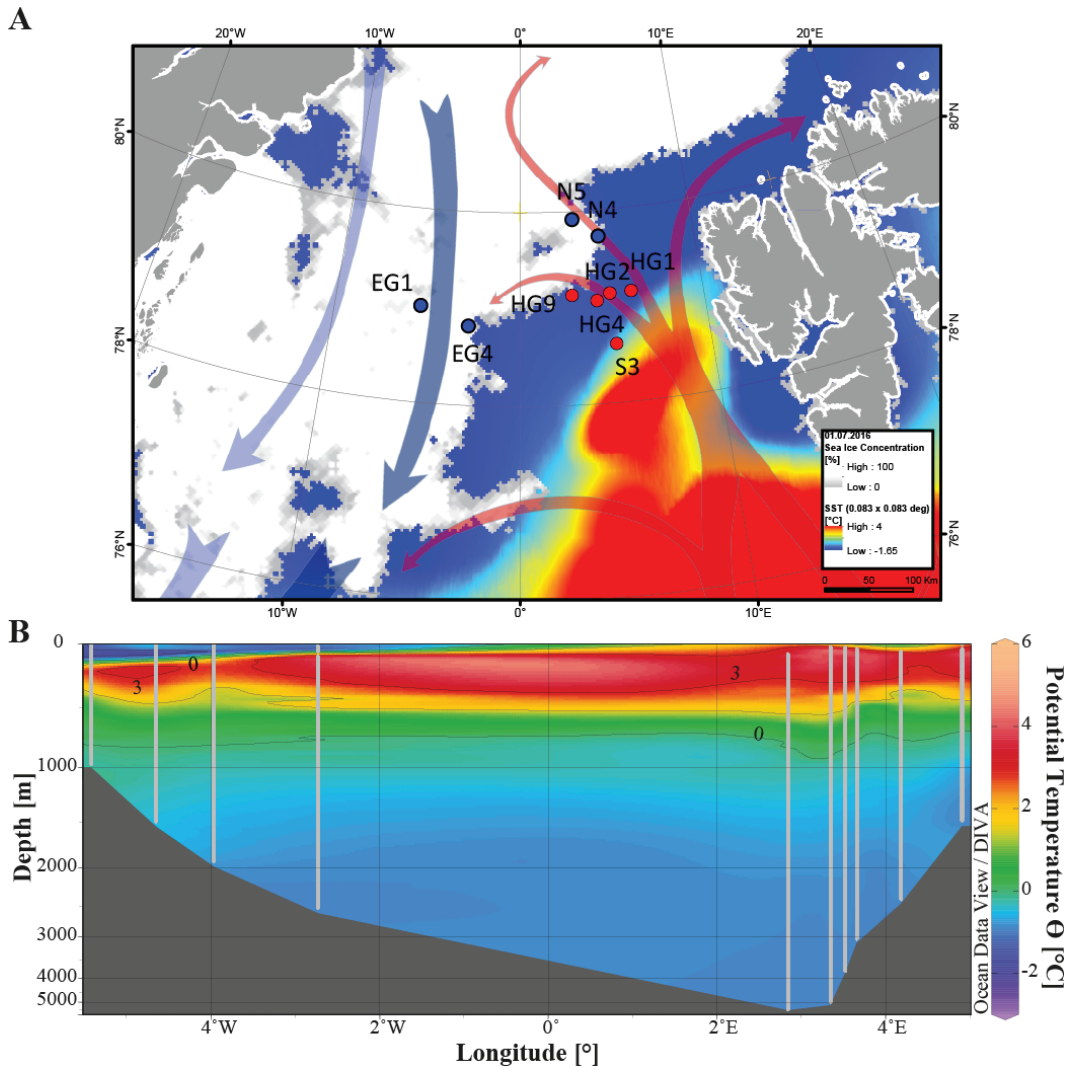 A
20°W 10°W 0° 10°E 20°E
80°N 80°N
N5
N4
HG1
HG2
EG1
HG9
HG4
78°N 78°N
EG4
S3
01.07.2016
Sea Ice Concentration
[%]
High : 100
Low : 0
SST (0.083 x 0.083 deg)
[°C]
High : 4
Low : -1.65
76°N 76°N
0 50 100 Km
10°W 0° 10°E
B
0 6
0
3 3
4
0
1000
2
2000
0
3000
-2
4000
5000
Depth [m]
Ocean Data View / DIVA
Potential Temperature Θ [°C]
4°W 2°W 0° 2°E 4°E
Longitude [°]